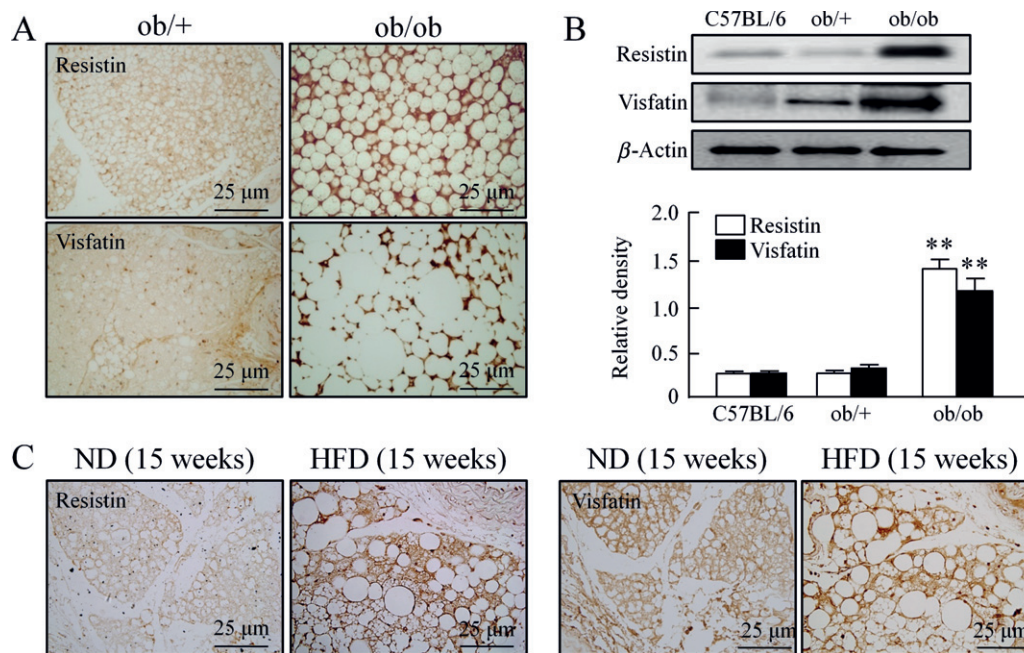 A
ob/+
ob/ob
Resistin
25 µm
25 µm
Visfatin
25 µm
25 µm
B
C57BL/6 ob/+ ob/ob
Resistin
Visfatin
β-Actin
Relative density
2.0
1.5
1.0
0.5
0
Resistin
Visfatin
**
**
C57BL/6 ob/+ ob/ob
C
ND (15 weeks)
HFD (15 weeks)
ND (15 weeks)
HFD (15 weeks)
Resistin
25 µm
25 µm
Visfatin
25 µm
25 µm